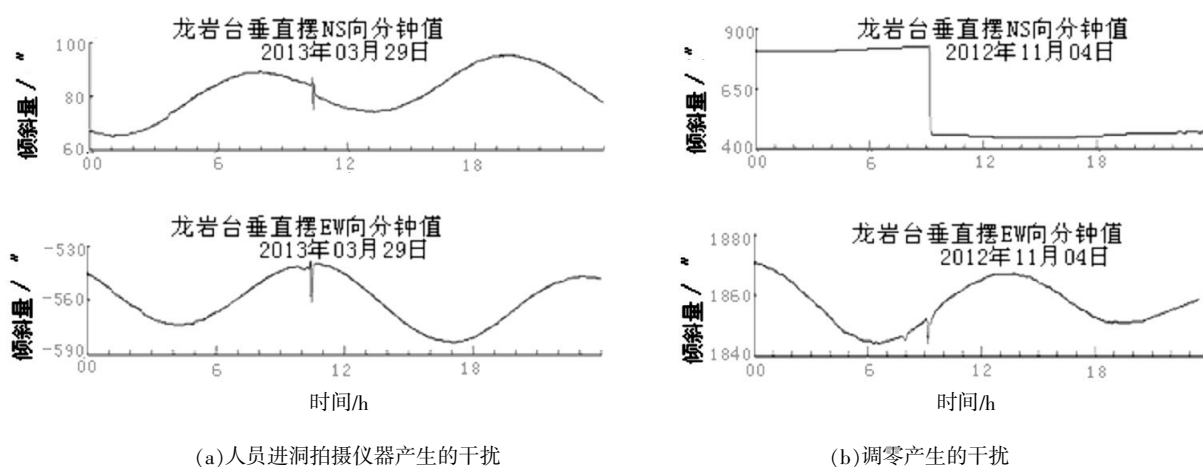 龙岩台垂直摆NS向分钟值
2013年03月29日
倾斜量/″
100
80
60
00 6 12 18
龙岩台垂直摆EW向分钟值
2013年03月29日
倾斜量/″
-530
-560
-590
00 6 12 18
时间/h
(a)人员进洞拍摄仪器产生的干扰
龙岩台垂直摆NS向分钟值
2012年11月04日
倾斜量/″
900
650
400
00 6 12 18
龙岩台垂直摆EW向分钟值
2012年11月04日
倾斜量/″
1880
1860
1840
00 6 12 18
时间/h
(b)调零产生的干扰